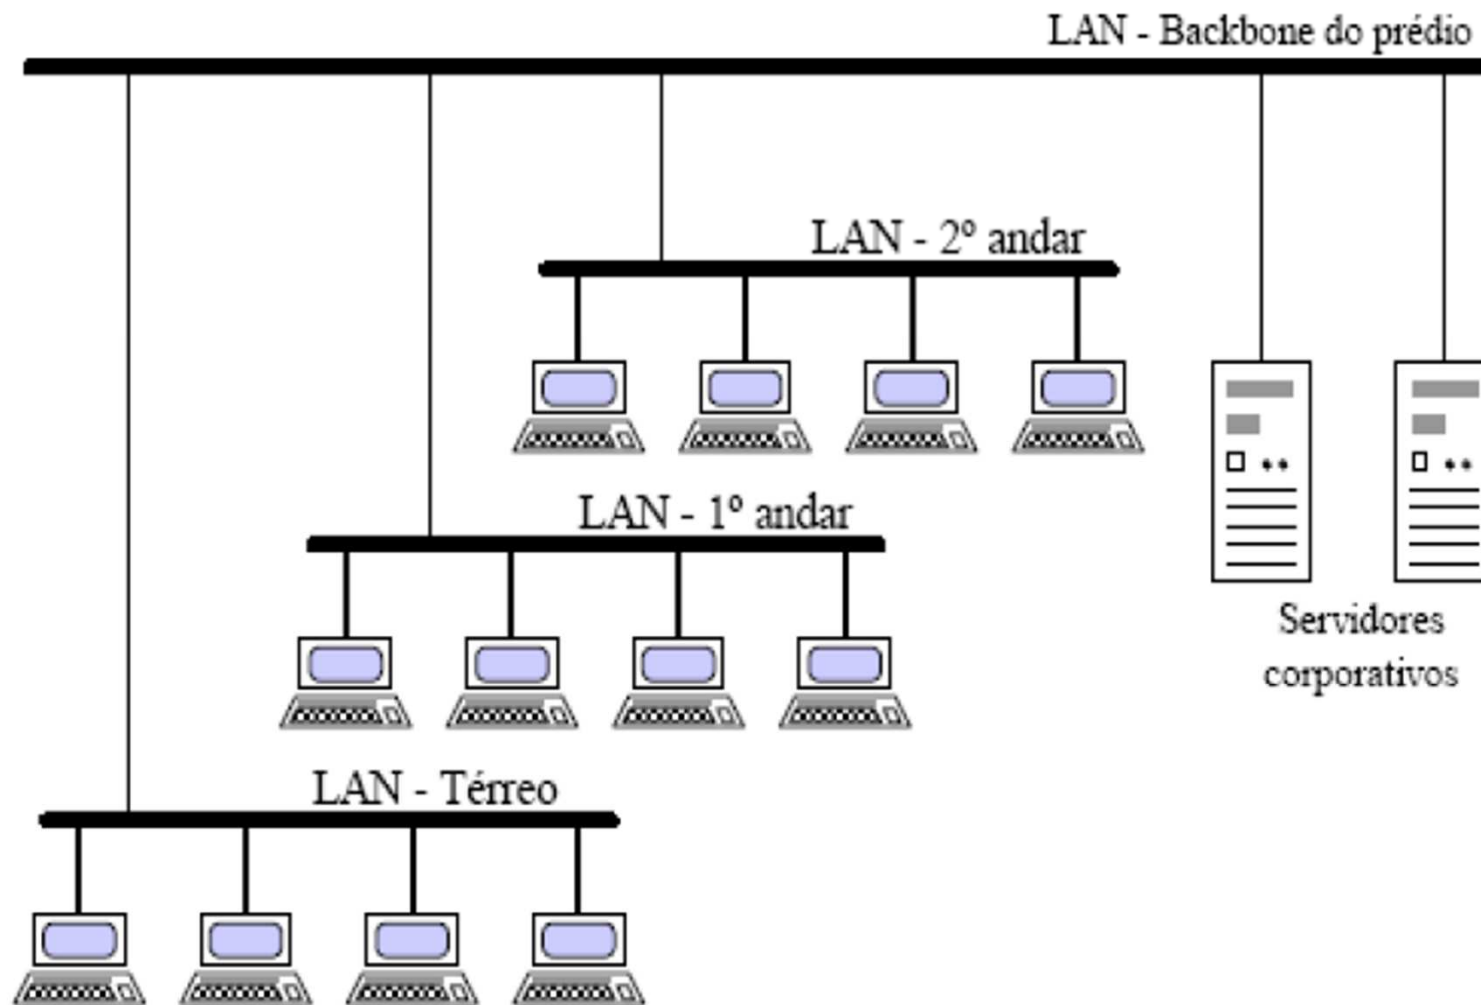 LAN - Backbone do prédio
LAN - 2º andar
LAN - 1º andar
Servidores
corporativos
LAN - Térreo